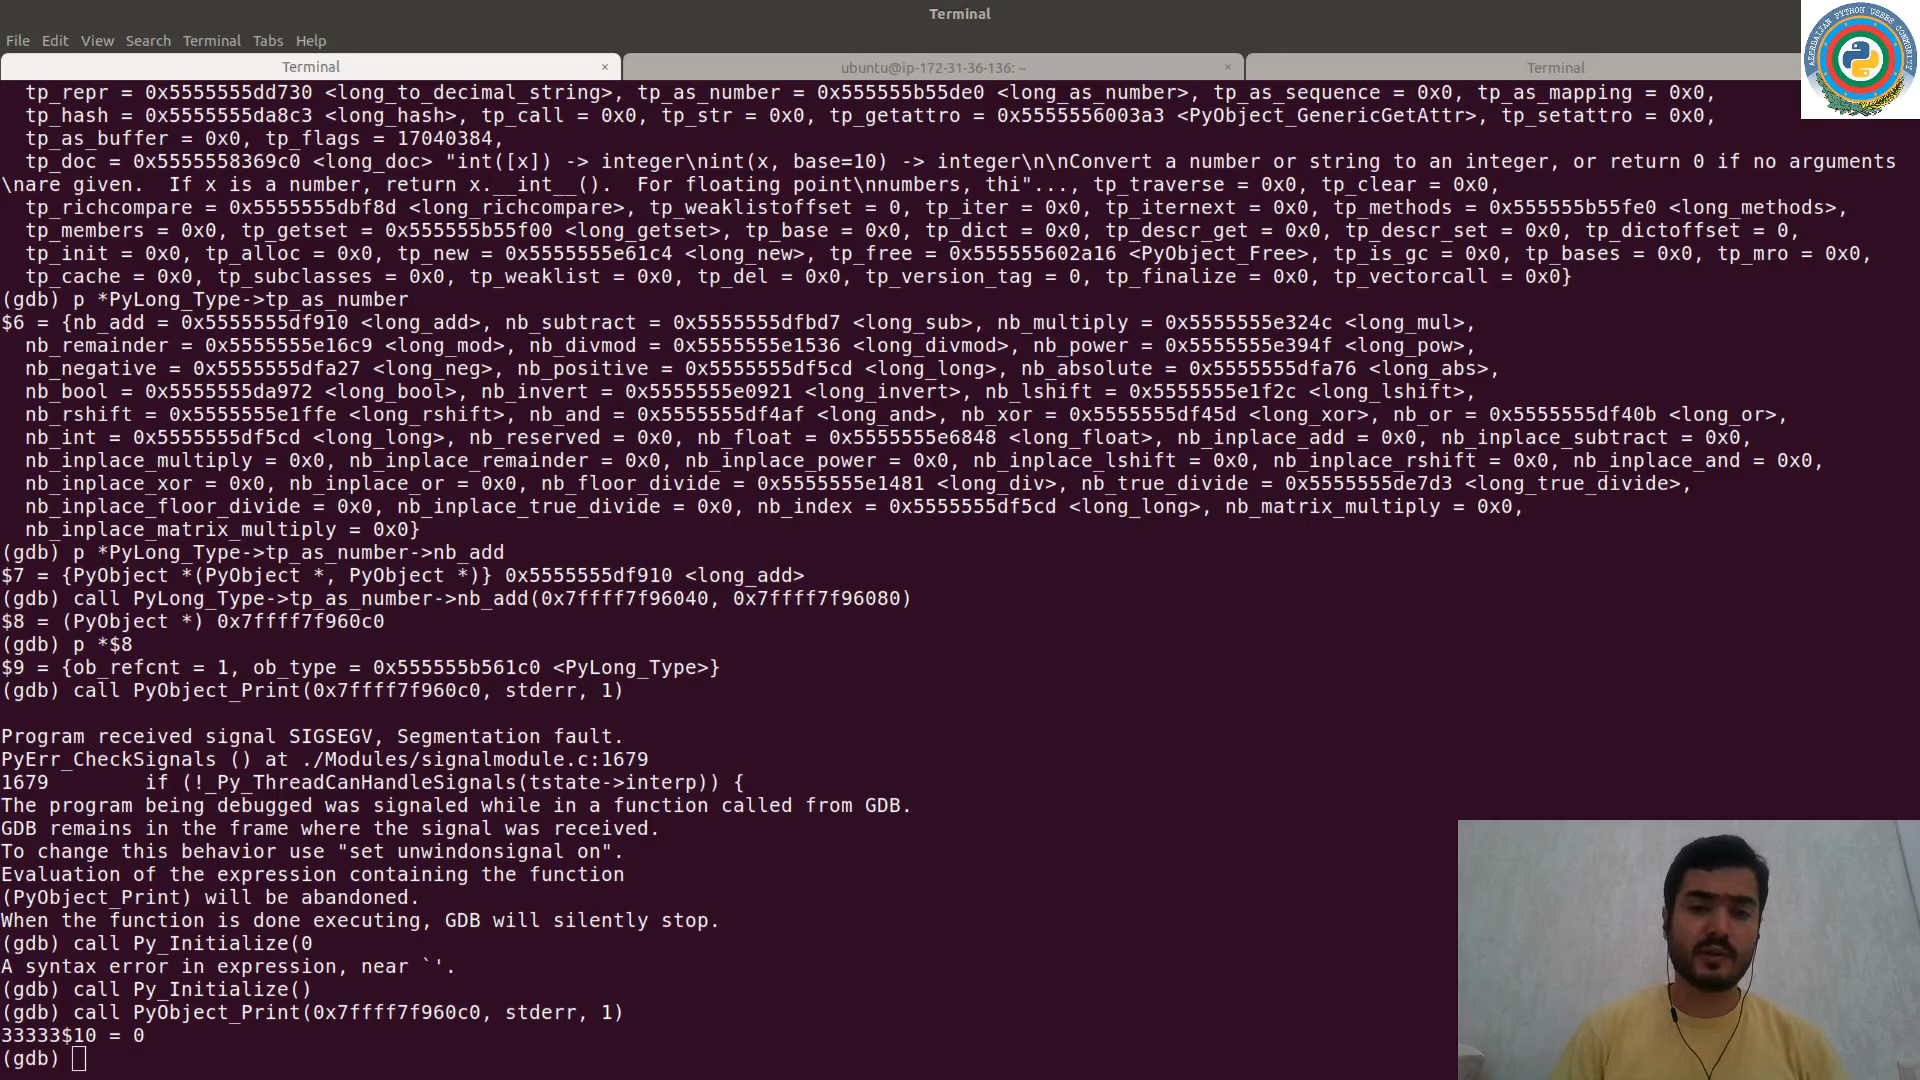 Terminal
File Edit View Search Terminal Tabs Help
Terminal × ubuntu@ip-172-31-36-136: ~ × Terminal
AZERBAIJAN PYTHON USERS COMMUNITY
tp_repr = 0x5555555dd730 <long_to_decimal_string>, tp_as_number = 0x555555b55de0 <long_as_number>, tp_as_sequence = 0x0, tp_as_mapping = 0x0,
tp_hash = 0x5555555da8c3 <long_hash>, tp_call = 0x0, tp_str = 0x0, tp_getattro = 0x5555556003a3 <PyObject_GenericGetAttr>, tp_setattro = 0x0,
tp_as_buffer = 0x0, tp_flags = 17040384,
tp_doc = 0x5555558369c0 <long_doc> "int([x]) -> integer\nint(x, base=10) -> integer\n\nConvert a number or string to an integer, or return 0 if no arguments
\nare given.  If x is a number, return x.__int__().  For floating point\nnumbers, thi"..., tp_traverse = 0x0, tp_clear = 0x0,
tp_richcompare = 0x5555555dbf8d <long_richcompare>, tp_weaklistoffset = 0, tp_iter = 0x0, tp_iternext = 0x0, tp_methods = 0x555555b55fe0 <long_methods>,
tp_members = 0x0, tp_getset = 0x555555b55f00 <long_getset>, tp_base = 0x0, tp_dict = 0x0, tp_descr_get = 0x0, tp_descr_set = 0x0, tp_dictoffset = 0,
tp_init = 0x0, tp_alloc = 0x0, tp_new = 0x5555555e61c4 <long_new>, tp_free = 0x555555602a16 <PyObject_Free>, tp_is_gc = 0x0, tp_bases = 0x0, tp_mro = 0x0,
tp_cache = 0x0, tp_subclasses = 0x0, tp_weaklist = 0x0, tp_del = 0x0, tp_version_tag = 0, tp_finalize = 0x0, tp_vectorcall = 0x0}
(gdb) p *PyLong_Type->tp_as_number
$6 = {nb_add = 0x5555555df910 <long_add>, nb_subtract = 0x5555555dfbd7 <long_sub>, nb_multiply = 0x5555555e324c <long_mul>,
nb_remainder = 0x5555555e16c9 <long_mod>, nb_divmod = 0x5555555e1536 <long_divmod>, nb_power = 0x5555555e394f <long_pow>,
nb_negative = 0x5555555dfa27 <long_neg>, nb_positive = 0x5555555df5cd <long_long>, nb_absolute = 0x5555555dfa76 <long_abs>,
nb_bool = 0x5555555da972 <long_bool>, nb_invert = 0x5555555e0921 <long_invert>, nb_lshift = 0x5555555e1f2c <long_lshift>,
nb_rshift = 0x5555555e1ffe <long_rshift>, nb_and = 0x5555555df4af <long_and>, nb_xor = 0x5555555df45d <long_xor>, nb_or = 0x5555555df40b <long_or>,
nb_int = 0x5555555df5cd <long_long>, nb_reserved = 0x0, nb_float = 0x5555555e6848 <long_float>, nb_inplace_add = 0x0, nb_inplace_subtract = 0x0,
nb_inplace_multiply = 0x0, nb_inplace_remainder = 0x0, nb_inplace_power = 0x0, nb_inplace_lshift = 0x0, nb_inplace_rshift = 0x0, nb_inplace_and = 0x0,
nb_inplace_xor = 0x0, nb_inplace_or = 0x0, nb_floor_divide = 0x5555555e1481 <long_div>, nb_true_divide = 0x5555555de7d3 <long_true_divide>,
nb_inplace_floor_divide = 0x0, nb_inplace_true_divide = 0x0, nb_index = 0x5555555df5cd <long_long>, nb_matrix_multiply = 0x0,
nb_inplace_matrix_multiply = 0x0}
(gdb) p *PyLong_Type->tp_as_number->nb_add
$7 = {PyObject *(PyObject *, PyObject *)} 0x5555555df910 <long_add>
(gdb) call PyLong_Type->tp_as_number->nb_add(0x7ffff7f96040, 0x7ffff7f96080)
$8 = (PyObject *) 0x7ffff7f960c0
(gdb) p *$8
$9 = {ob_refcnt = 1, ob_type = 0x555555b561c0 <PyLong_Type>}
(gdb) call PyObject_Print(0x7ffff7f960c0, stderr, 1)
Program received signal SIGSEGV, Segmentation fault.
PyErr_CheckSignals () at ./Modules/signalmodule.c:1679
1679        if (!_Py_ThreadCanHandleSignals(tstate->interp)) {
The program being debugged was signaled while in a function called from GDB.
GDB remains in the frame where the signal was received.
To change this behavior use "set unwindonsignal on".
Evaluation of the expression containing the function
(PyObject_Print) will be abandoned.
When the function is done executing, GDB will silently stop.
(gdb) call Py_Initialize(0
A syntax error in expression, near `'.
(gdb) call Py_Initialize()
(gdb) call PyObject_Print(0x7ffff7f960c0, stderr, 1)
33333$10 = 0
(gdb)